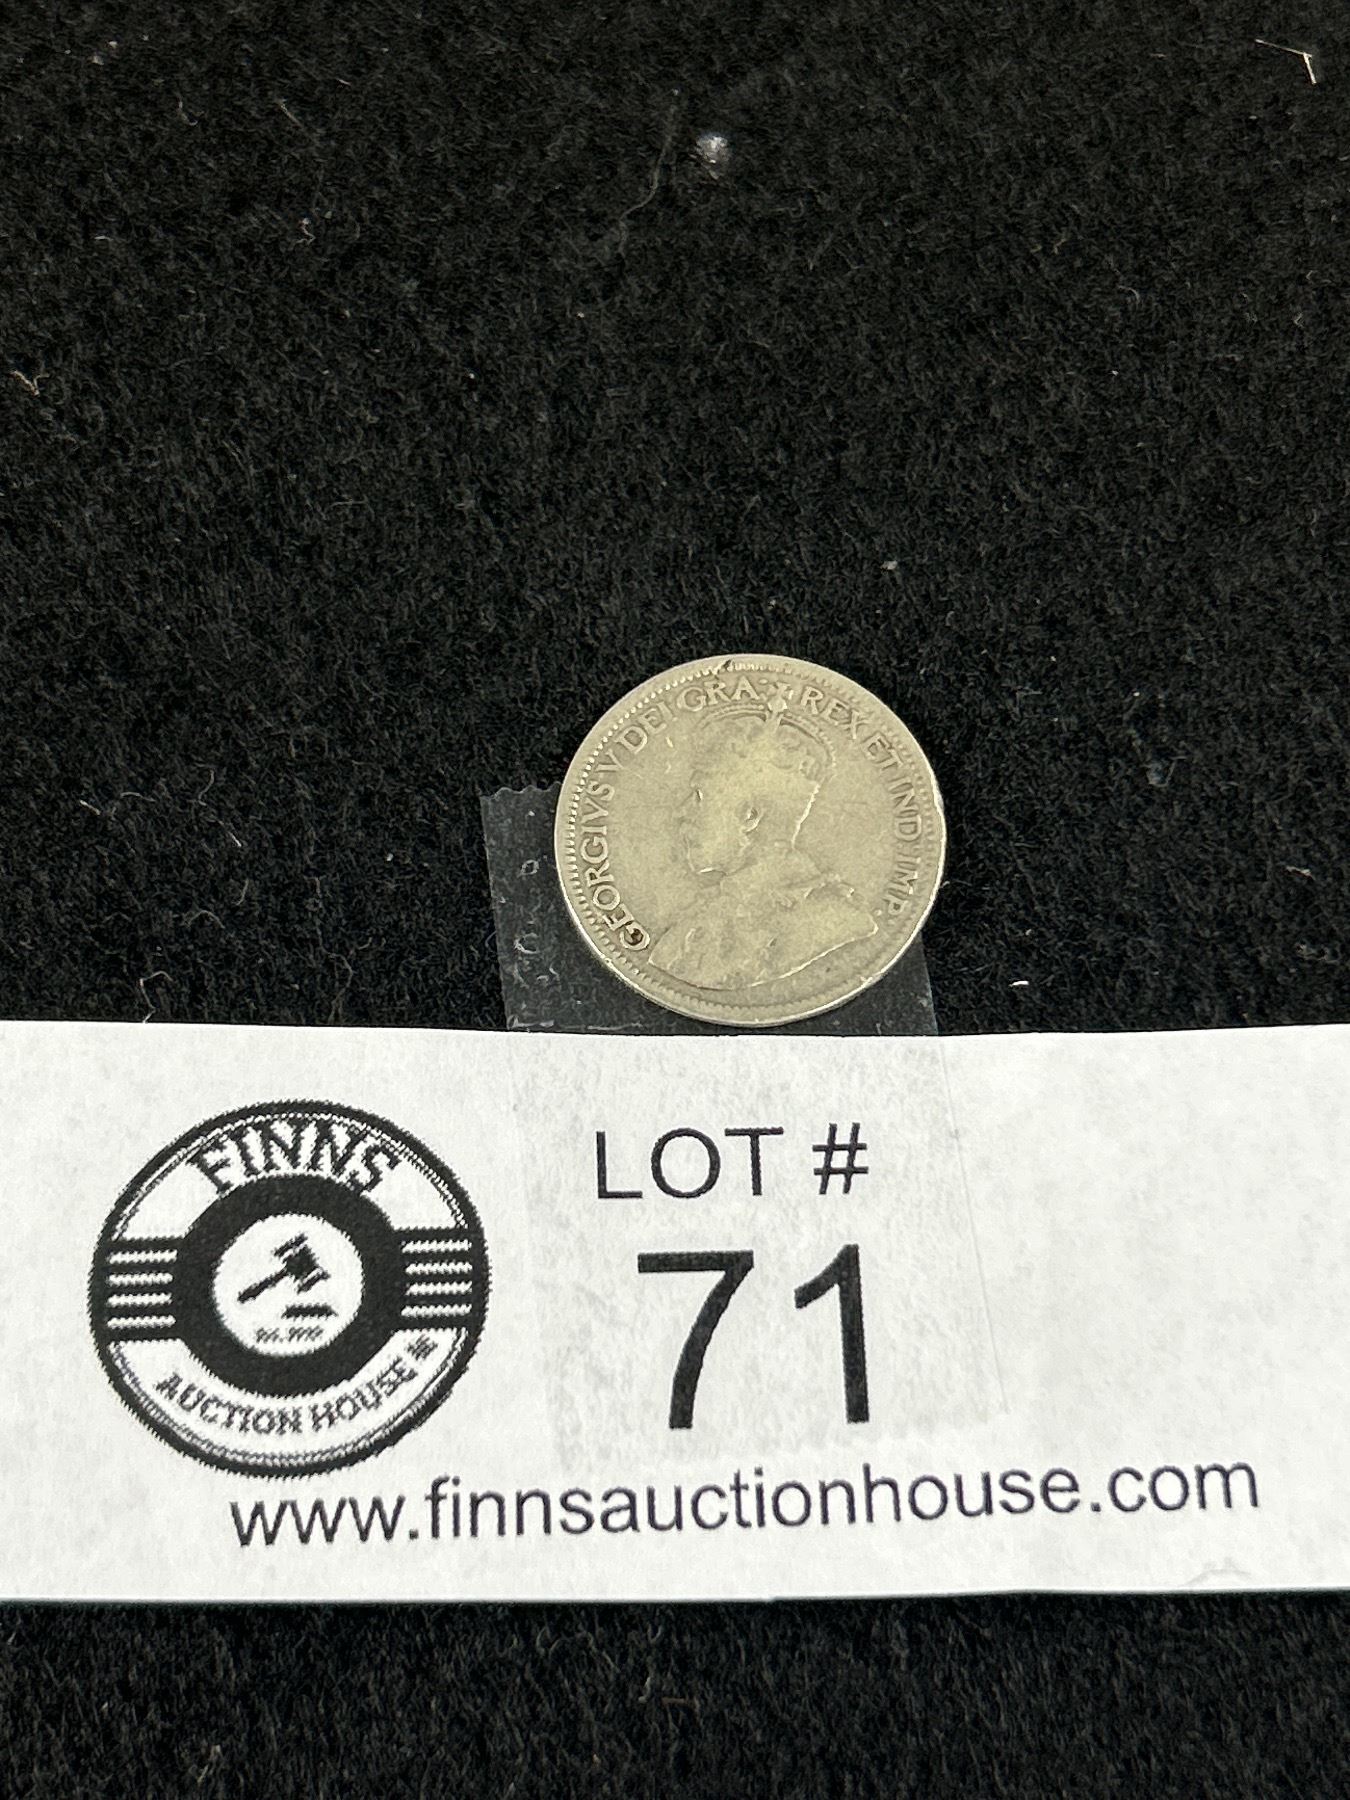 GEORGIVS V DEI GRA: REX ET IND: IMP:
FINNS
AUCTION HOUSE
LOT #
71
www.finnsauctionhouse.com